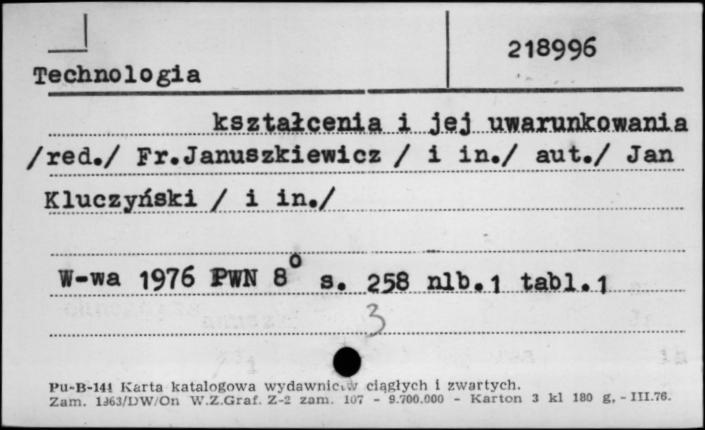 218996
Technologia
kształcenia i jej uwarunkowania
/red./ Fr.Januszkiewicz / i in./ aut./ Jan
Kluczyński / i in./
W-wa 1976 PWN 8° s. 258 nlb.1 tabl.1
3
Pu-B-141 Karta katalogowa wydawnictw ciągłych i zwartych.
Zam. 1363/DW/On W.Z.Graf. Z-2 zam. 107 - 9.700.000 - Karton 3 kl 180 g. - III.76.